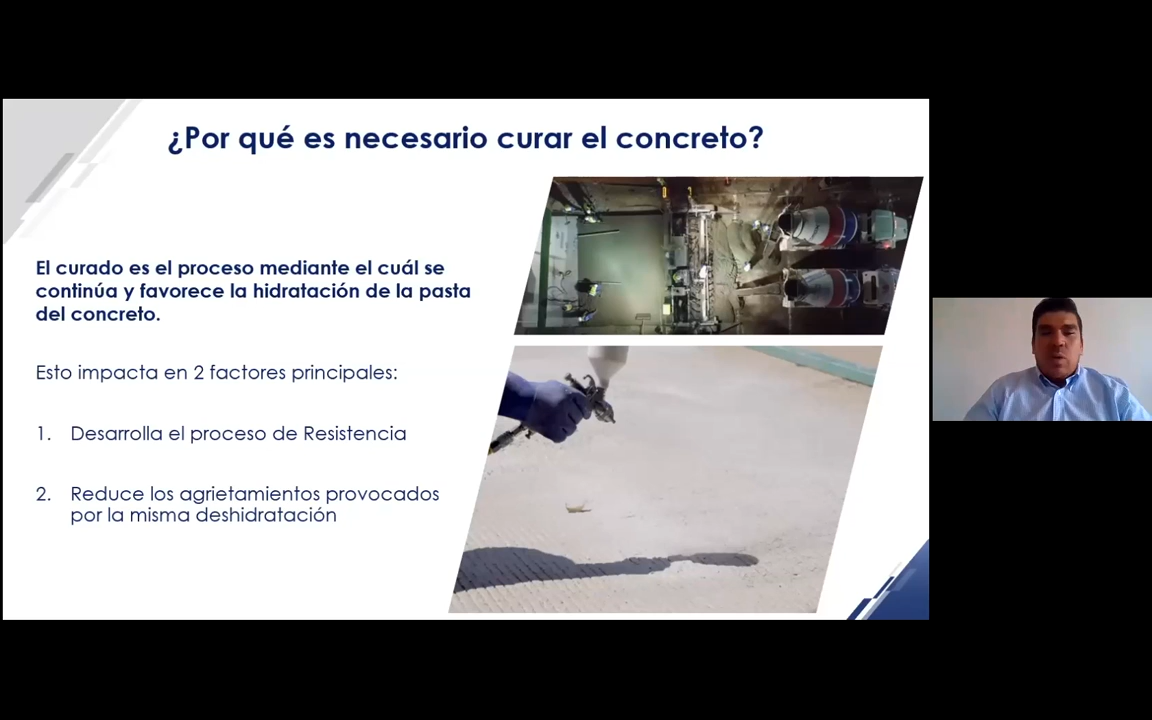 ¿Por qué es necesario curar el concreto?
El curado es el proceso mediante el cuál se
continúa y favorece la hidratación de la pasta
del concreto.
Esto impacta en 2 factores principales:
1. Desarrolla el proceso de Resistencia
2. Reduce los agrietamientos provocados
por la misma deshidratación